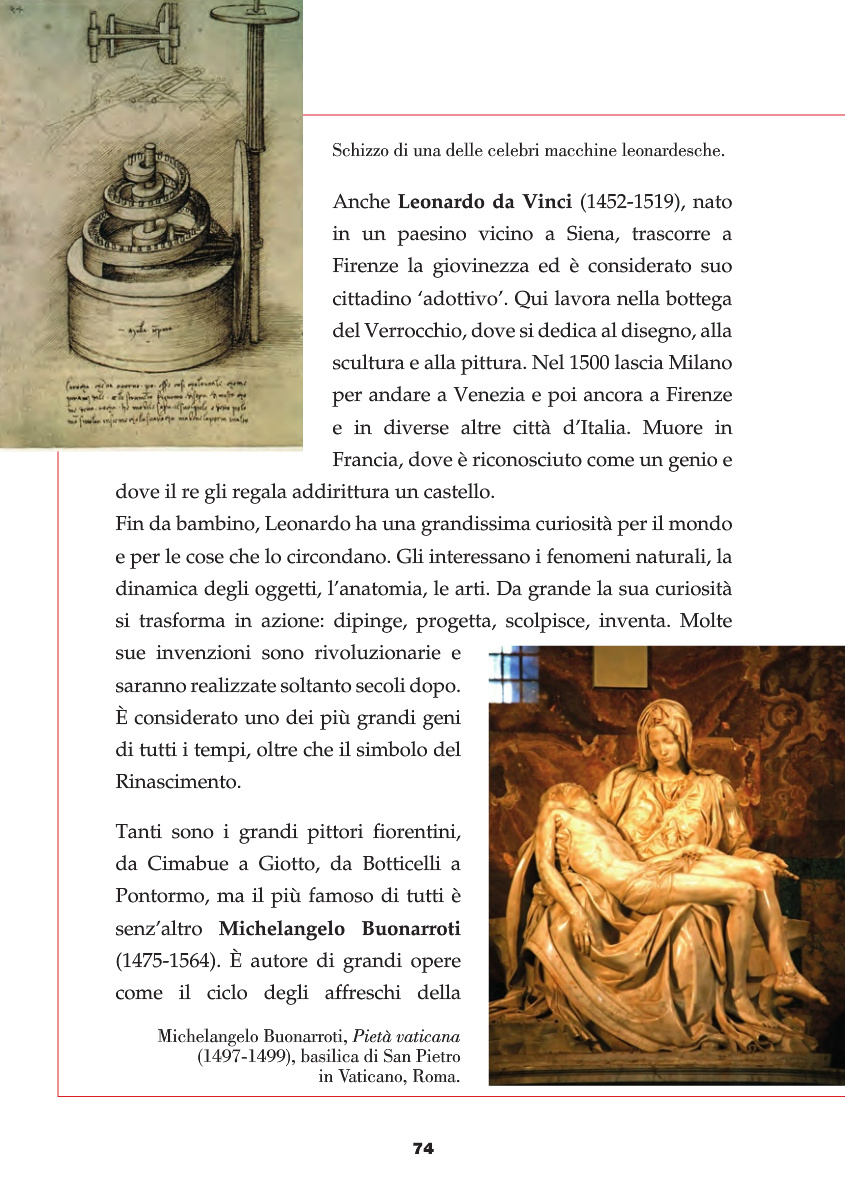 Schizzo di una delle celebri macchine leonardesche.
Anche Leonardo da Vinci (1452-1519), nato
in un paesino vicino a Siena, trascorre a
Firenze la giovinezza ed è considerato suo
cittadino ‘adottivo’. Qui lavora nella bottega
del Verrocchio, dove si dedica al disegno, alla
scultura e alla pittura. Nel 1500 lascia Milano
per andare a Venezia e poi ancora a Firenze
e in diverse altre città d’Italia. Muore in
Francia, dove è riconosciuto come un genio e
dove il re gli regala addirittura un castello.
Fin da bambino, Leonardo ha una grandissima curiosità per il mondo
e per le cose che lo circondano. Gli interessano i fenomeni naturali, la
dinamica degli oggetti, l’anatomia, le arti. Da grande la sua curiosità
si trasforma in azione: dipinge, progetta, scolpisce, inventa. Molte
sue invenzioni sono rivoluzionarie e
saranno realizzate soltanto secoli dopo.
È considerato uno dei più grandi geni
di tutti i tempi, oltre che il simbolo del
Rinascimento.
Tanti sono i grandi pittori fiorentini,
da Cimabue a Giotto, da Botticelli a
Pontormo, ma il più famoso di tutti è
senz’altro Michelangelo Buonarroti
(1475-1564). È autore di grandi opere
come il ciclo degli affreschi della
Michelangelo Buonarroti, Pietà vaticana
(1497-1499), basilica di San Pietro
in Vaticano, Roma.
74